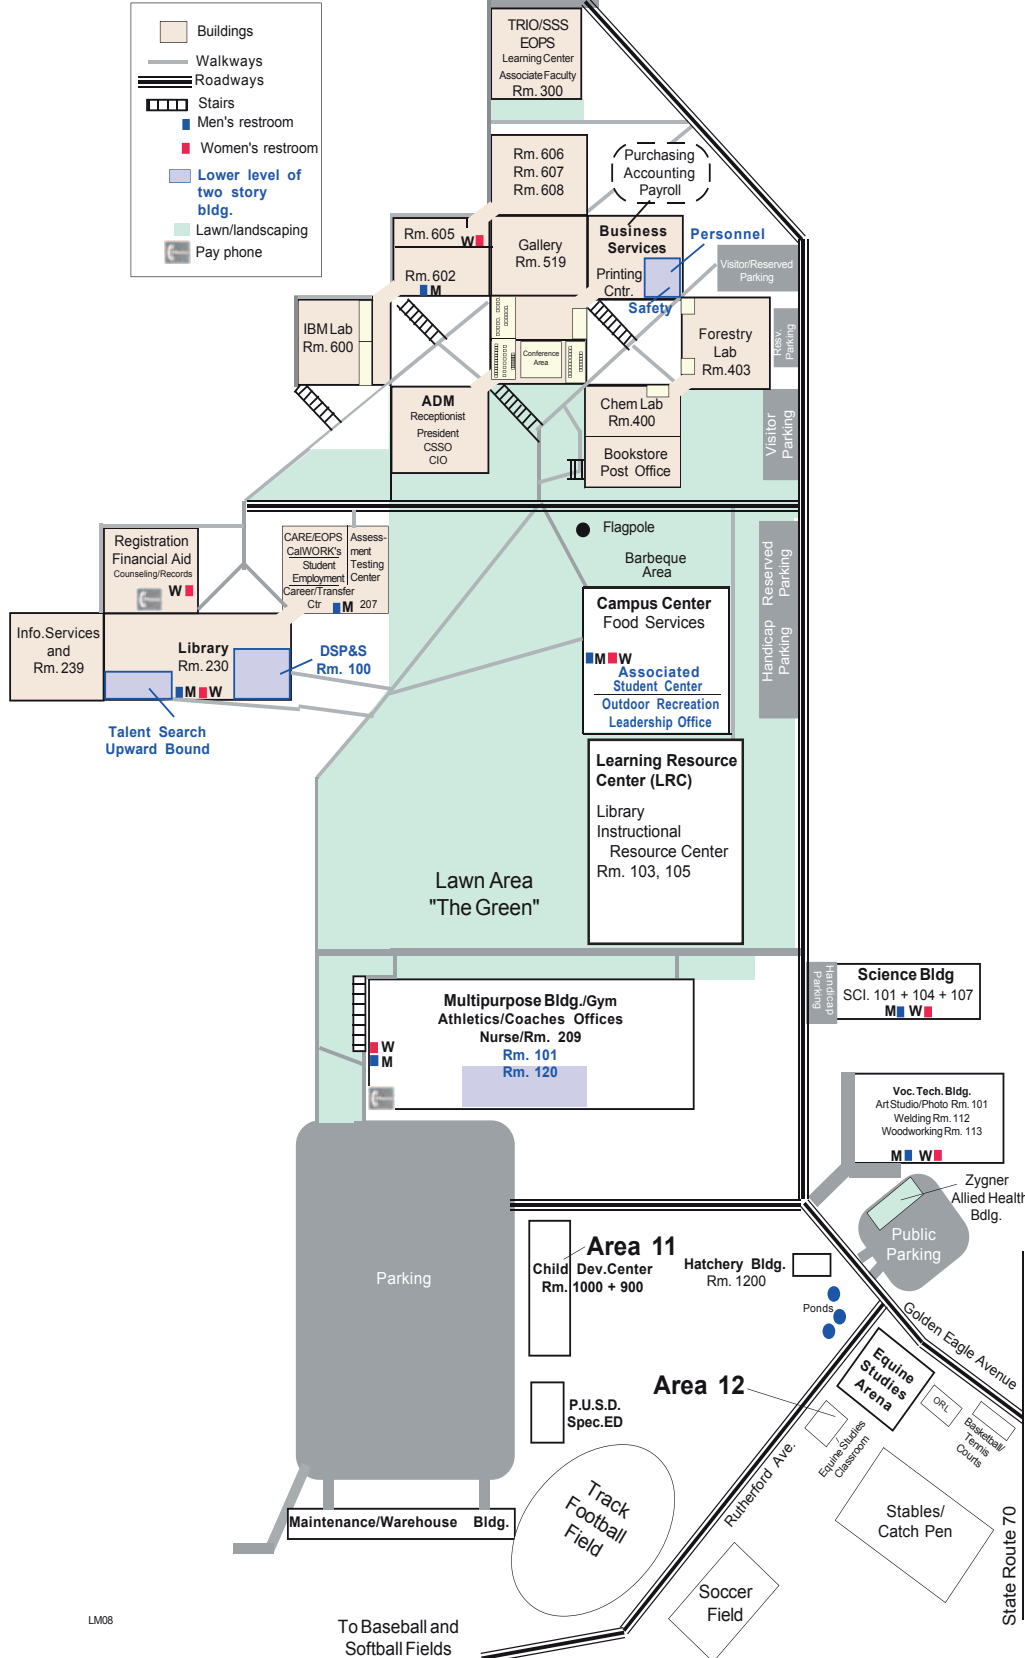 Buildings
Walkways
Roadways
Stairs
Men's restroom
Women's restroom
Lower level of
two story
bldg.
Lawn/landscaping
Pay phone
TRIO/SSS
EOPS
Learning Center
Associate Faculty
Rm. 300
Rm. 606
Rm. 607
Rm. 608
Purchasing
Accounting
Payroll
Rm. 605
W
Rm. 602
M
Gallery
Rm. 519
Business
Services
Printing
Cntr.
Personnel
Safety
Visitor/Reserved
Parking
IBM Lab
Rm. 600
Conference
Area
Forestry
Lab
Rm.403
Resv.
Parking
ADM
Receptionist
President
CSSO
CIO
Chem Lab
Rm.400
Bookstore
Post Office
Visitor
Parking
Registration
Financial Aid
Counseling/Records
W
CARE/EOPS
CalWORK's
Student
Employment
Career/Transfer
Ctr
M
Assess-
ment
Testing
Center
207
Flagpole
Barbeque
Area
Reserved
Parking
Handicap
Parking
Info.Services
and
Rm. 239
Library
Rm. 230
M W
DSP&S
Rm. 100
Talent Search
Upward Bound
Campus Center
Food Services
M W
Associated
Student Center
Outdoor Recreation
Leadership Office
Learning Resource
Center (LRC)
Library
Instructional
Resource Center
Rm. 103, 105
Lawn Area
"The Green"
Handicap
Parking
Science Bldg
SCI. 101 + 104 + 107
M W
Multipurpose Bldg./Gym
Athletics/Coaches Offices
Nurse/Rm. 209
Rm. 101
Rm. 120
W
M
Voc. Tech. Bldg.
Art Studio/Photo Rm. 101
Welding Rm. 112
Woodworking Rm. 113
M W
Zygner
Allied Health
Bdlg.
Public
Parking
Parking
Area 11
Child Dev.Center
Rm. 1000 + 900
Hatchery Bldg.
Rm. 1200
Ponds
Golden Eagle Avenue
Equine
Studies
Arena
Area 12
P.U.S.D.
Spec.ED
ORL
Basketball/
Tennis
Courts
Equine Studies
Classroom
Rutherford Ave.
Track
Football
Field
Stables/
Catch Pen
Maintenance/Warehouse Bldg.
State Route 70
Soccer
Field
LM08
To Baseball and
Softball Fields